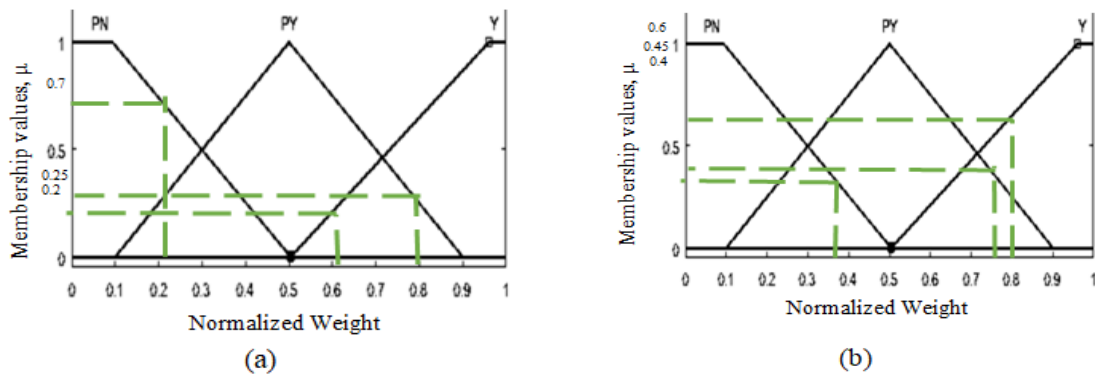 PN PY Y
1
0.7
0.5
0.25
0.2
0
0 0.1 0.2 0.3 0.4 0.5 0.6 0.7 0.8 0.9 1
Membership values, μ
Normalized Weight
(a)
PN PY Y
0.6
0.45 1
0.4
0.5
0
0 0.1 0.2 0.3 0.4 0.5 0.6 0.7 0.8 0.9 1
Membership values, μ
Normalized Weight
(b)